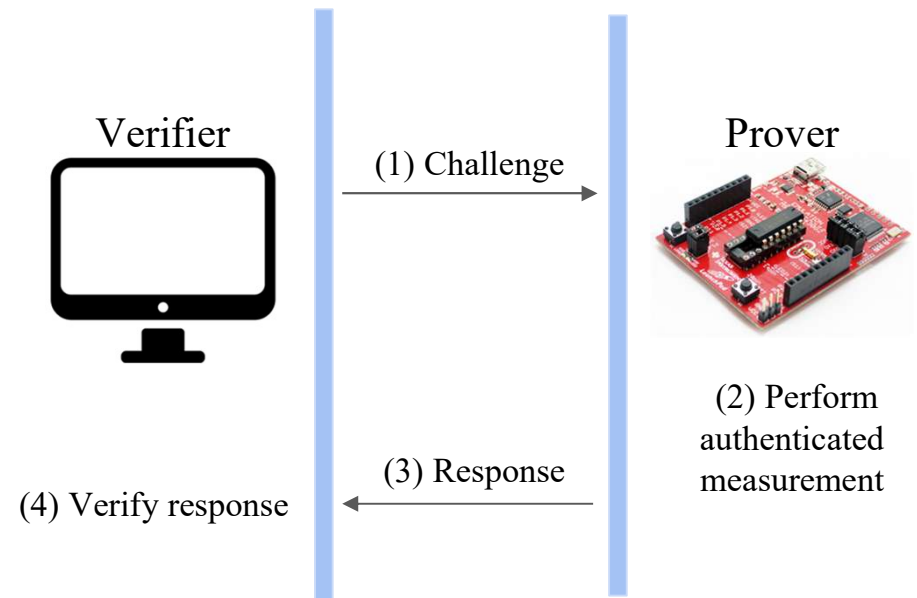 Verifier
Prover
(1) Challenge
(2) Perform
authenticated
measurement
(3) Response
(4) Verify response